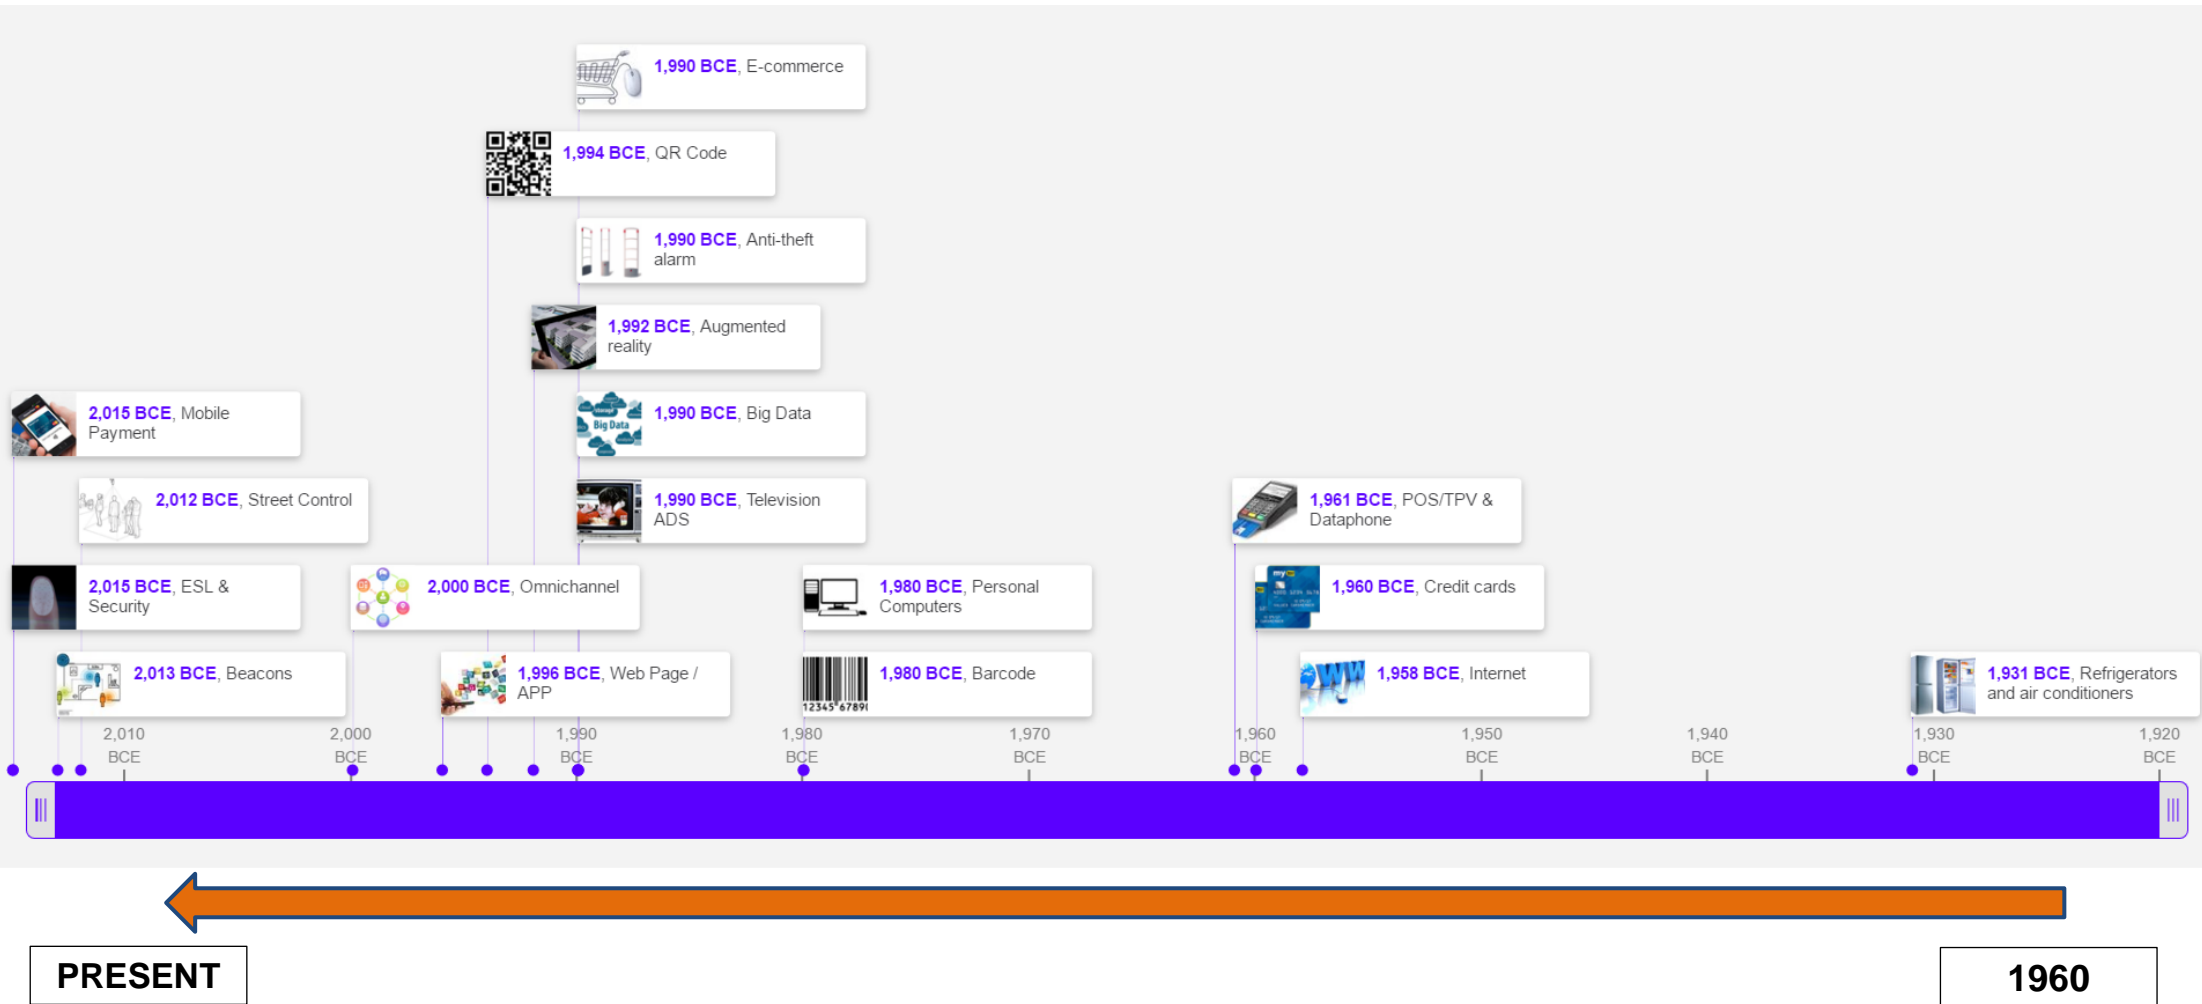 1,990 BCE, E-commerce
1,994 BCE, QR Code
1,990 BCE, Anti-theft
alarm
1,992 BCE, Augmented
reality
2,015 BCE, Mobile
Payment
Big Data
1,990 BCE, Big Data
2,012 BCE, Street Control
1,990 BCE, Television
ADS
1,961 BCE, POS/TPV &
Dataphone
2,015 BCE, ESL &
Security
2,000 BCE, Omnichannel
1,980 BCE, Personal
Computers
my
1,960 BCE, Credit cards
2,013 BCE, Beacons
1,996 BCE, Web Page /
APP
12345 6789
1,980 BCE, Barcode
WW
1,958 BCE, Internet
1,931 BCE, Refrigerators
and air conditioners
2,010
BCE
2,000
BCE
1,990
BCE
1,980
BCE
1,970
BCE
1,960
BCE
1,950
BCE
1,940
BCE
1,930
BCE
1,920
BCE
PRESENT
1960